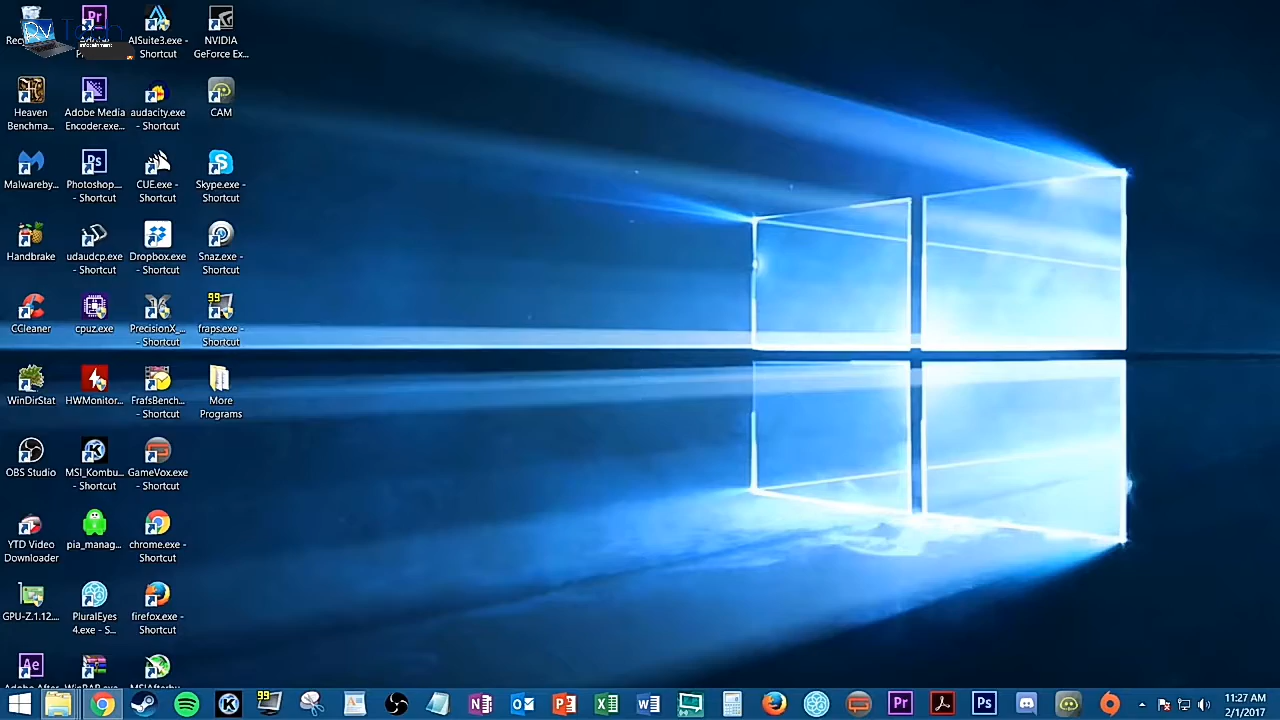 AISuite3.exe -
Shortcut
NVIDIA
GeForce Ex...
Heaven
Benchma...
Adobe Media
Encoder.exe...
audacity.exe
- Shortcut
CAM
Malwareby...
Photoshop....
- Shortcut
CUE.exe -
Shortcut
Skype.exe -
Shortcut
Handbrake
udaudcp.exe
- Shortcut
Dropbox.exe
- Shortcut
Snaz.exe -
Shortcut
CCleaner
cpuz.exe
PrecisionX_...
- Shortcut
99
fraps.exe -
Shortcut
WinDirStat
HWMonitor...
FrafsBench...
- Shortcut
More
Programs
OBS Studio
MSI_Kombu...
- Shortcut
GameVox.exe
- Shortcut
YTD Video
Downloader
pia_manag...
chrome.exe -
Shortcut
GPU-Z.1.12....
PluralEyes
4.exe - S...
firefox.exe -
Shortcut
11:27 AM
2/1/2017